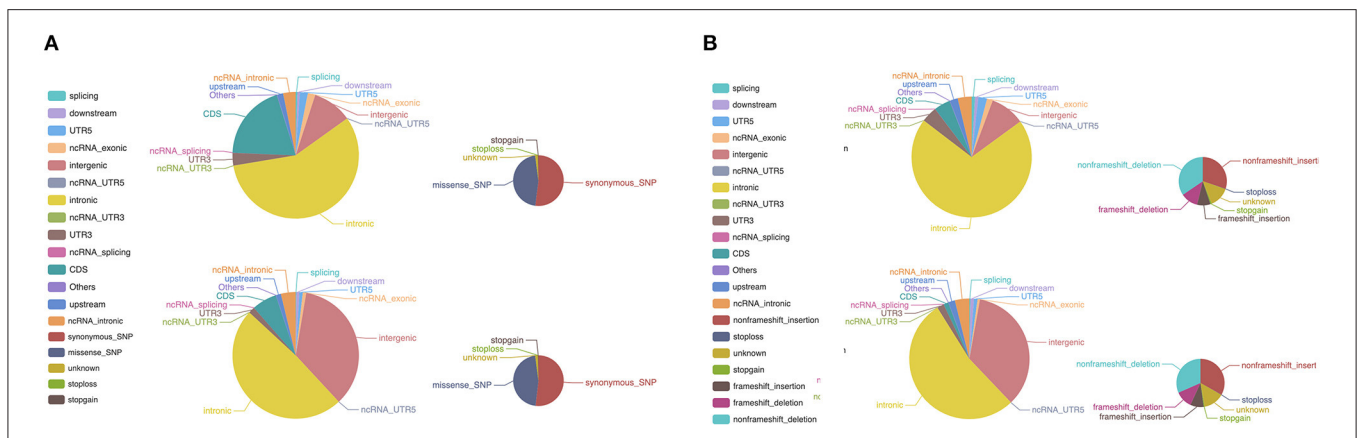 A
splicing
downstream
UTR5
ncRNA_exonic
intergenic
ncRNA_UTR5
intronic
ncRNA_UTR3
UTR3
ncRNA_splicing
CDS
Others
upstream
ncRNA_intronic
synonymous_SNP
missense_SNP
unknown
stoploss
stopgain
ncRNA_intronic
splicing
upstream
downstream
Others
UTR5
CDS
ncRNA_exonic
intergenic
ncRNA_UTR5
ncRNA_splicing
UTR3
ncRNA_UTR3
intronic
stopgain
stoploss
unknown
missense_SNP
synonymous_SNP
ncRNA_intronic
splicing
upstream
downstream
Others
UTR5
CDS
ncRNA_exonic
ncRNA_splicing
UTR3
ncRNA_UTR3
intergenic
intronic
ncRNA_UTR5
stopgain
stoploss
unknown
missense_SNP
synonymous_SNP
B
splicing
downstream
UTR5
ncRNA_exonic
intergenic
ncRNA_UTR5
intronic
ncRNA_UTR3
UTR3
ncRNA_splicing
CDS
Others
upstream
ncRNA_intronic
nonframeshift_insertion
stoploss
unknown
stopgain
frameshift_insertion
frameshift_deletion
nonframeshift_deletion
ncRNA_intronic
splicing
upstream
downstream
Others
UTR5
CDS
ncRNA_exonic
ncRNA_splicing
intergenic
UTR3
ncRNA_UTR5
ncRNA_UTR3
intronic
nonframeshift_deletion
nonframeshift_inserti
stoploss
unknown
frameshift_deletion
stopgain
frameshift_insertion
ncRNA_intronic
splicing
upstream
downstream
Others
UTR5
CDS
ncRNA_exonic
ncRNA_splicing
UTR3
ncRNA_UTR3
intergenic
intronic
ncRNA_UTR5
nonframeshift_deletion
nonframeshift_insert
stoploss
frameshift_deletion
unknown
frameshift_insertion
stopgain